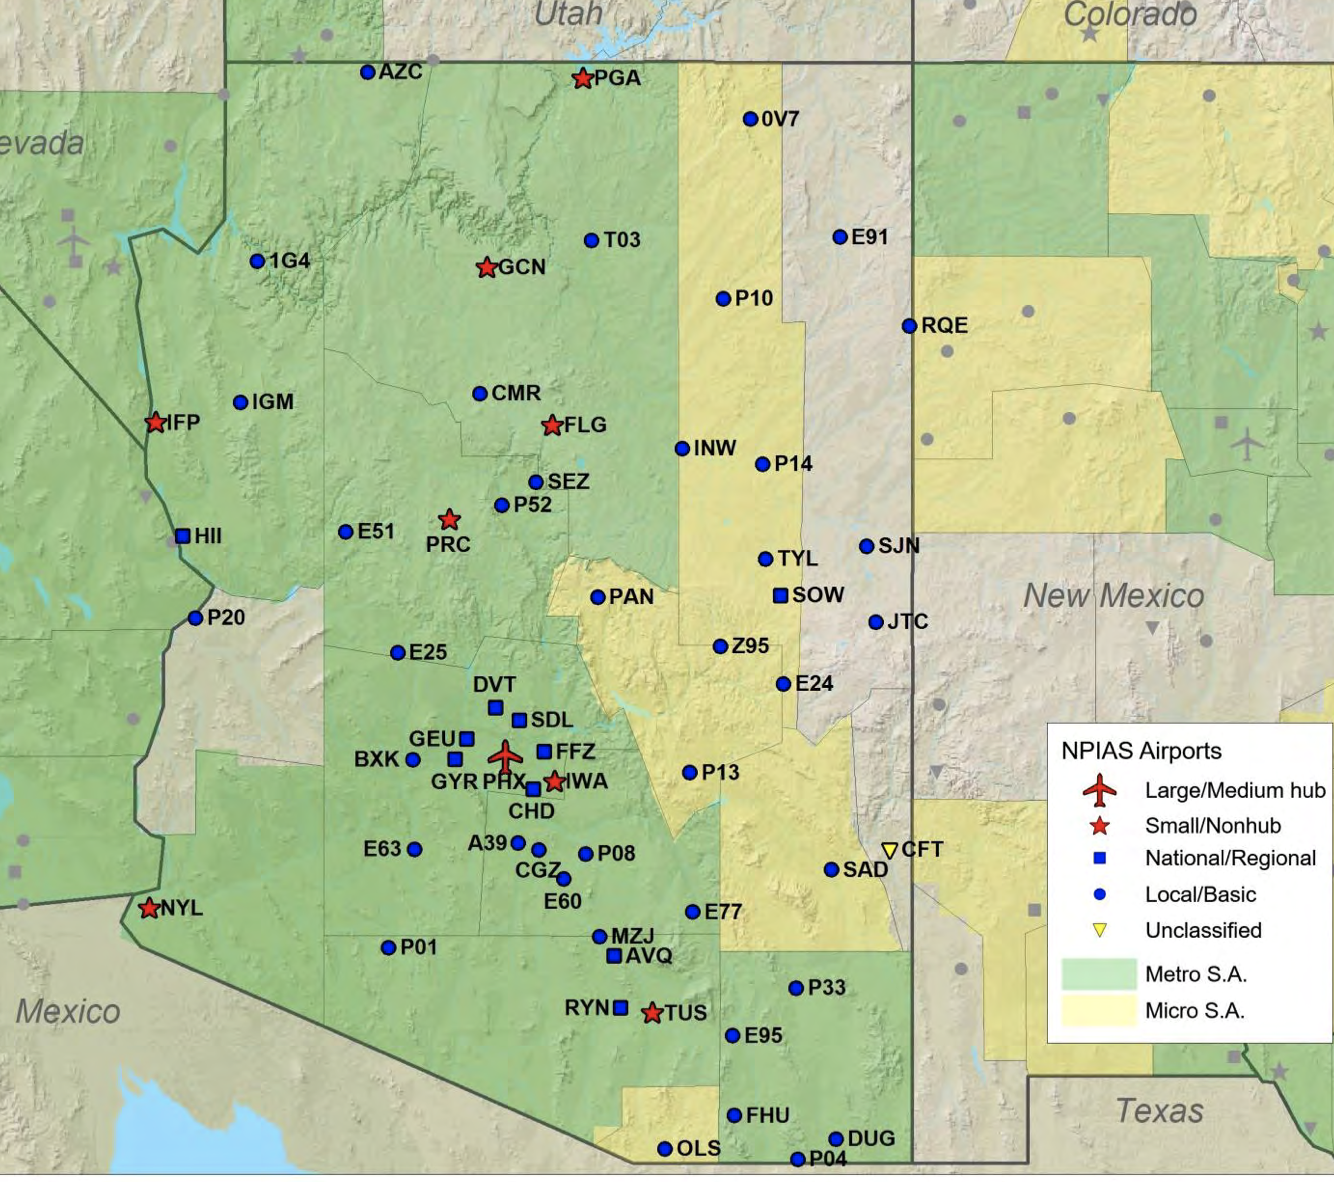 Utah
Colorado
AZC
PGA
0V7
evada
T03
E91
1G4
GCN
P10
RQE
CMR
IGM
IFP
FLG
INW
P14
SEZ
P52
E51
HII
PRC
SJN
TYL
PAN
SOW
New Mexico
P20
JTC
Z95
E25
E24
DVT
SDL
GEU
FFZ
BXK
GYR
PHX
IWA
P13
CHD
A39
E63
P08
CGZ
CFT
SAD
E60
NYL
E77
MZJ
P01
AVQ
P33
RYN
TUS
Mexico
E95
FHU
Texas
DUG
OLS
P04
NPIAS Airports
Large/Medium hub
Small/Nonhub
National/Regional
Local/Basic
Unclassified
Metro S.A.
Micro S.A.